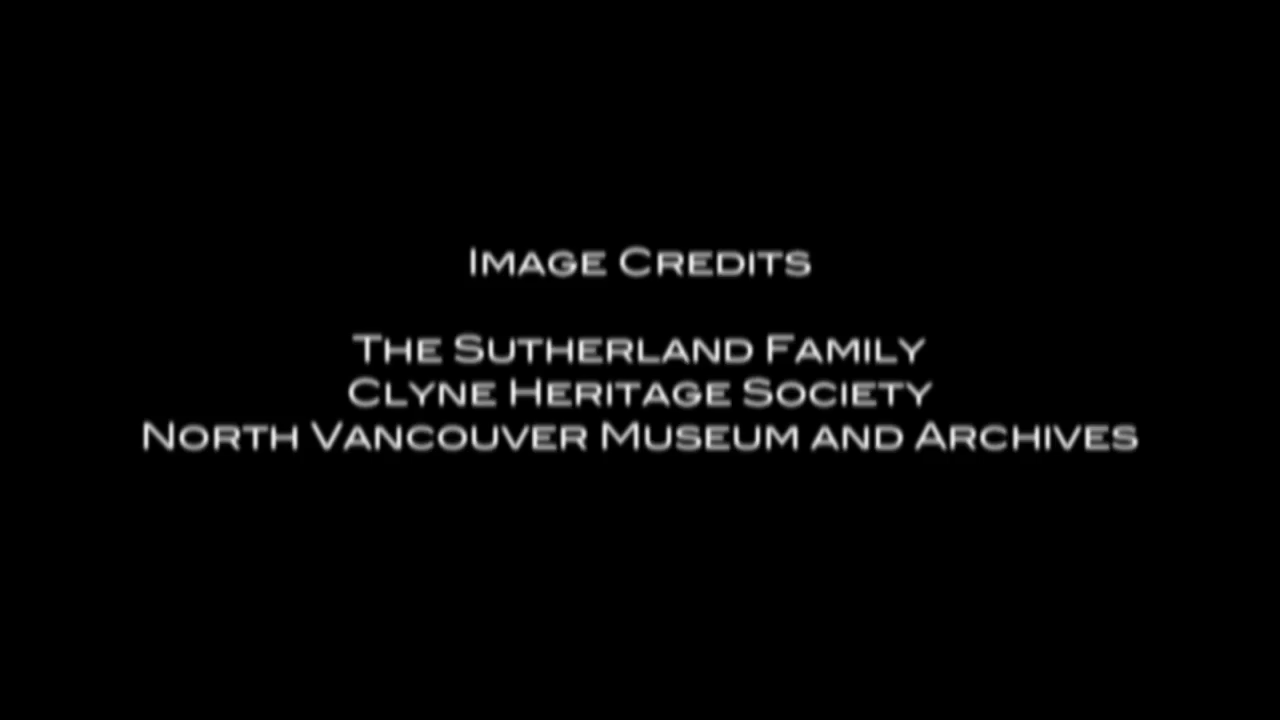 Image Credits
The Sutherland Family
Clyne Heritage Society
North Vancouver Museum and Archives